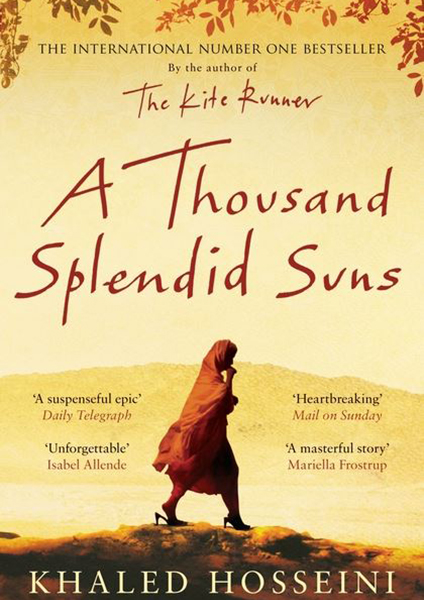 THE INTERNATIONAL NUMBER ONE BESTSELLER
By the author of
The Kite Runner
A Thousand
Splendid Suns
‘A suspenseful epic’
Daily Telegraph
‘Heartbreaking’
Mail on Sunday
‘Unforgettable’
Isabel Allende
‘A masterful story’
Mariella Frostrup
KHALED HOSSEINI